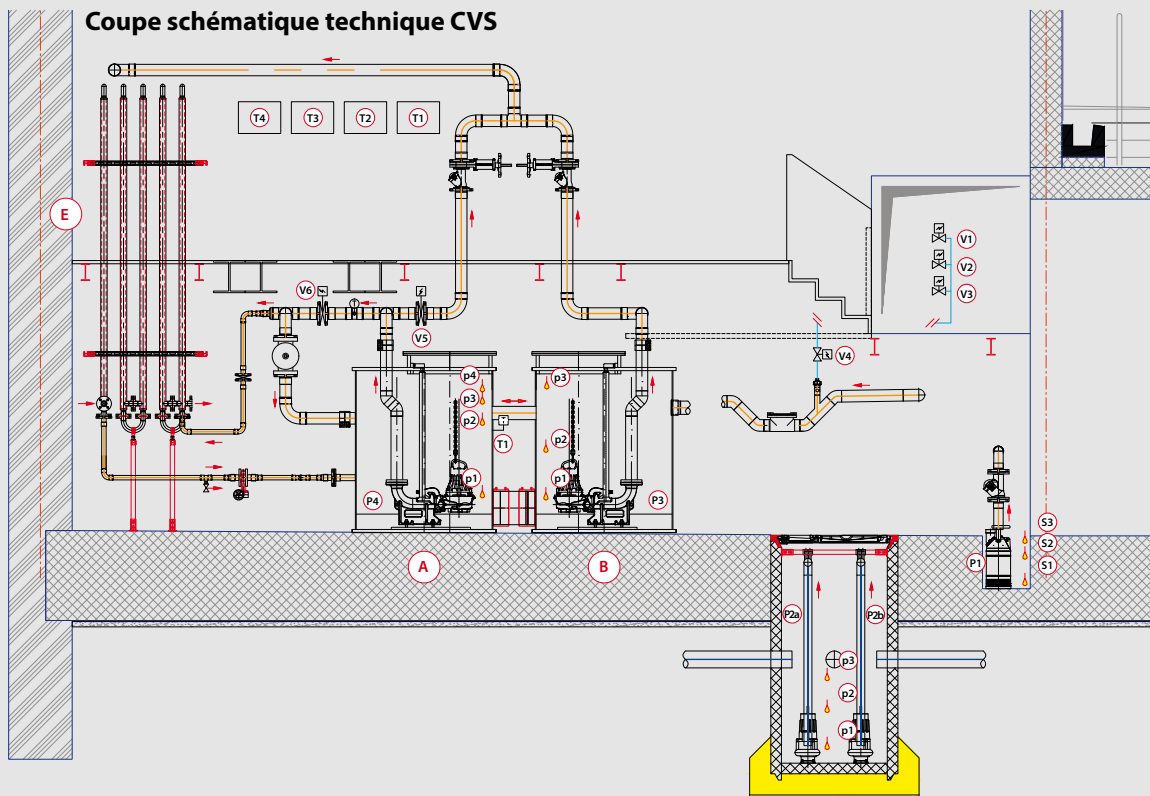 Coupe schématique technique CVS
T4 T3 T2 T1
E
V1
V2
V3
V6
V5
V4
p4 p3
p3
p2
p2
T1
p1 p1
P4 P3
S3
S2
P1 S1
A B
P2a P2b
p3
p2
p1